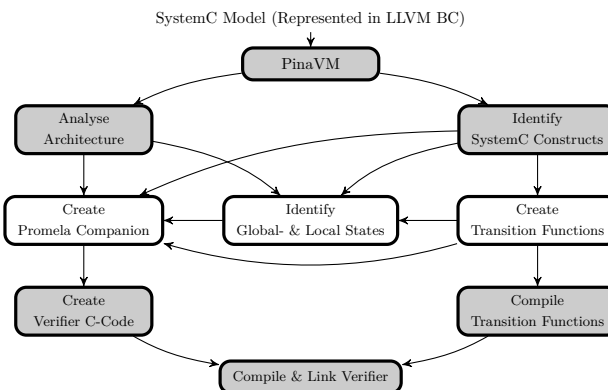 SystemC Model (Represented in LLVM BC)
PinaVM
Analyse
Architecture
Identify
SystemC Constructs
Create
Promela Companion
Identify
Global- & Local States
Create
Transition Functions
Create
Verifier C-Code
Compile
Transition Functions
Compile & Link Verifier